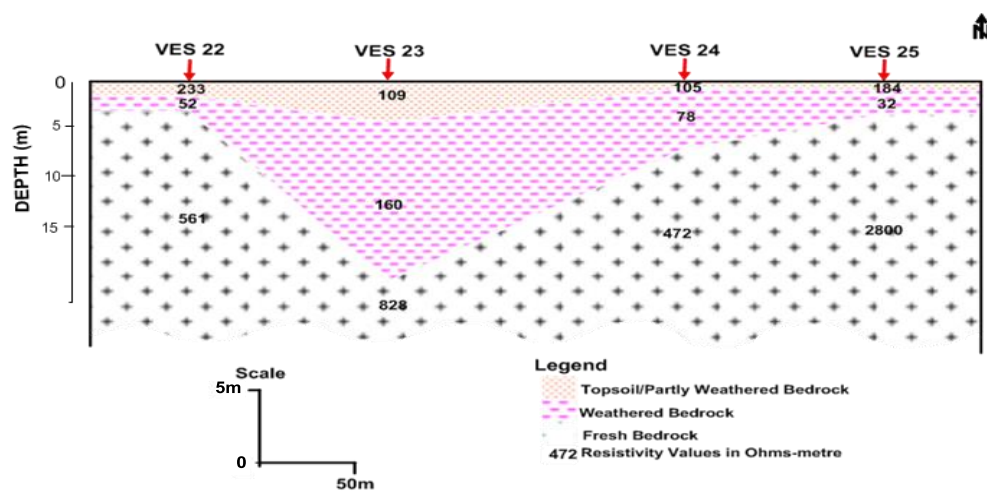 N
VES 22 VES 23 VES 24 VES 25
0
233 109 105 184
52 78 32
5
10
160
15
561 472 2800
828
DEPTH (m)
Scale
5m
0
50m
Legend
Topsoil/Partly Weathered Bedrock
Weathered Bedrock
Fresh Bedrock
472 Resistivity Values in Ohms-metre